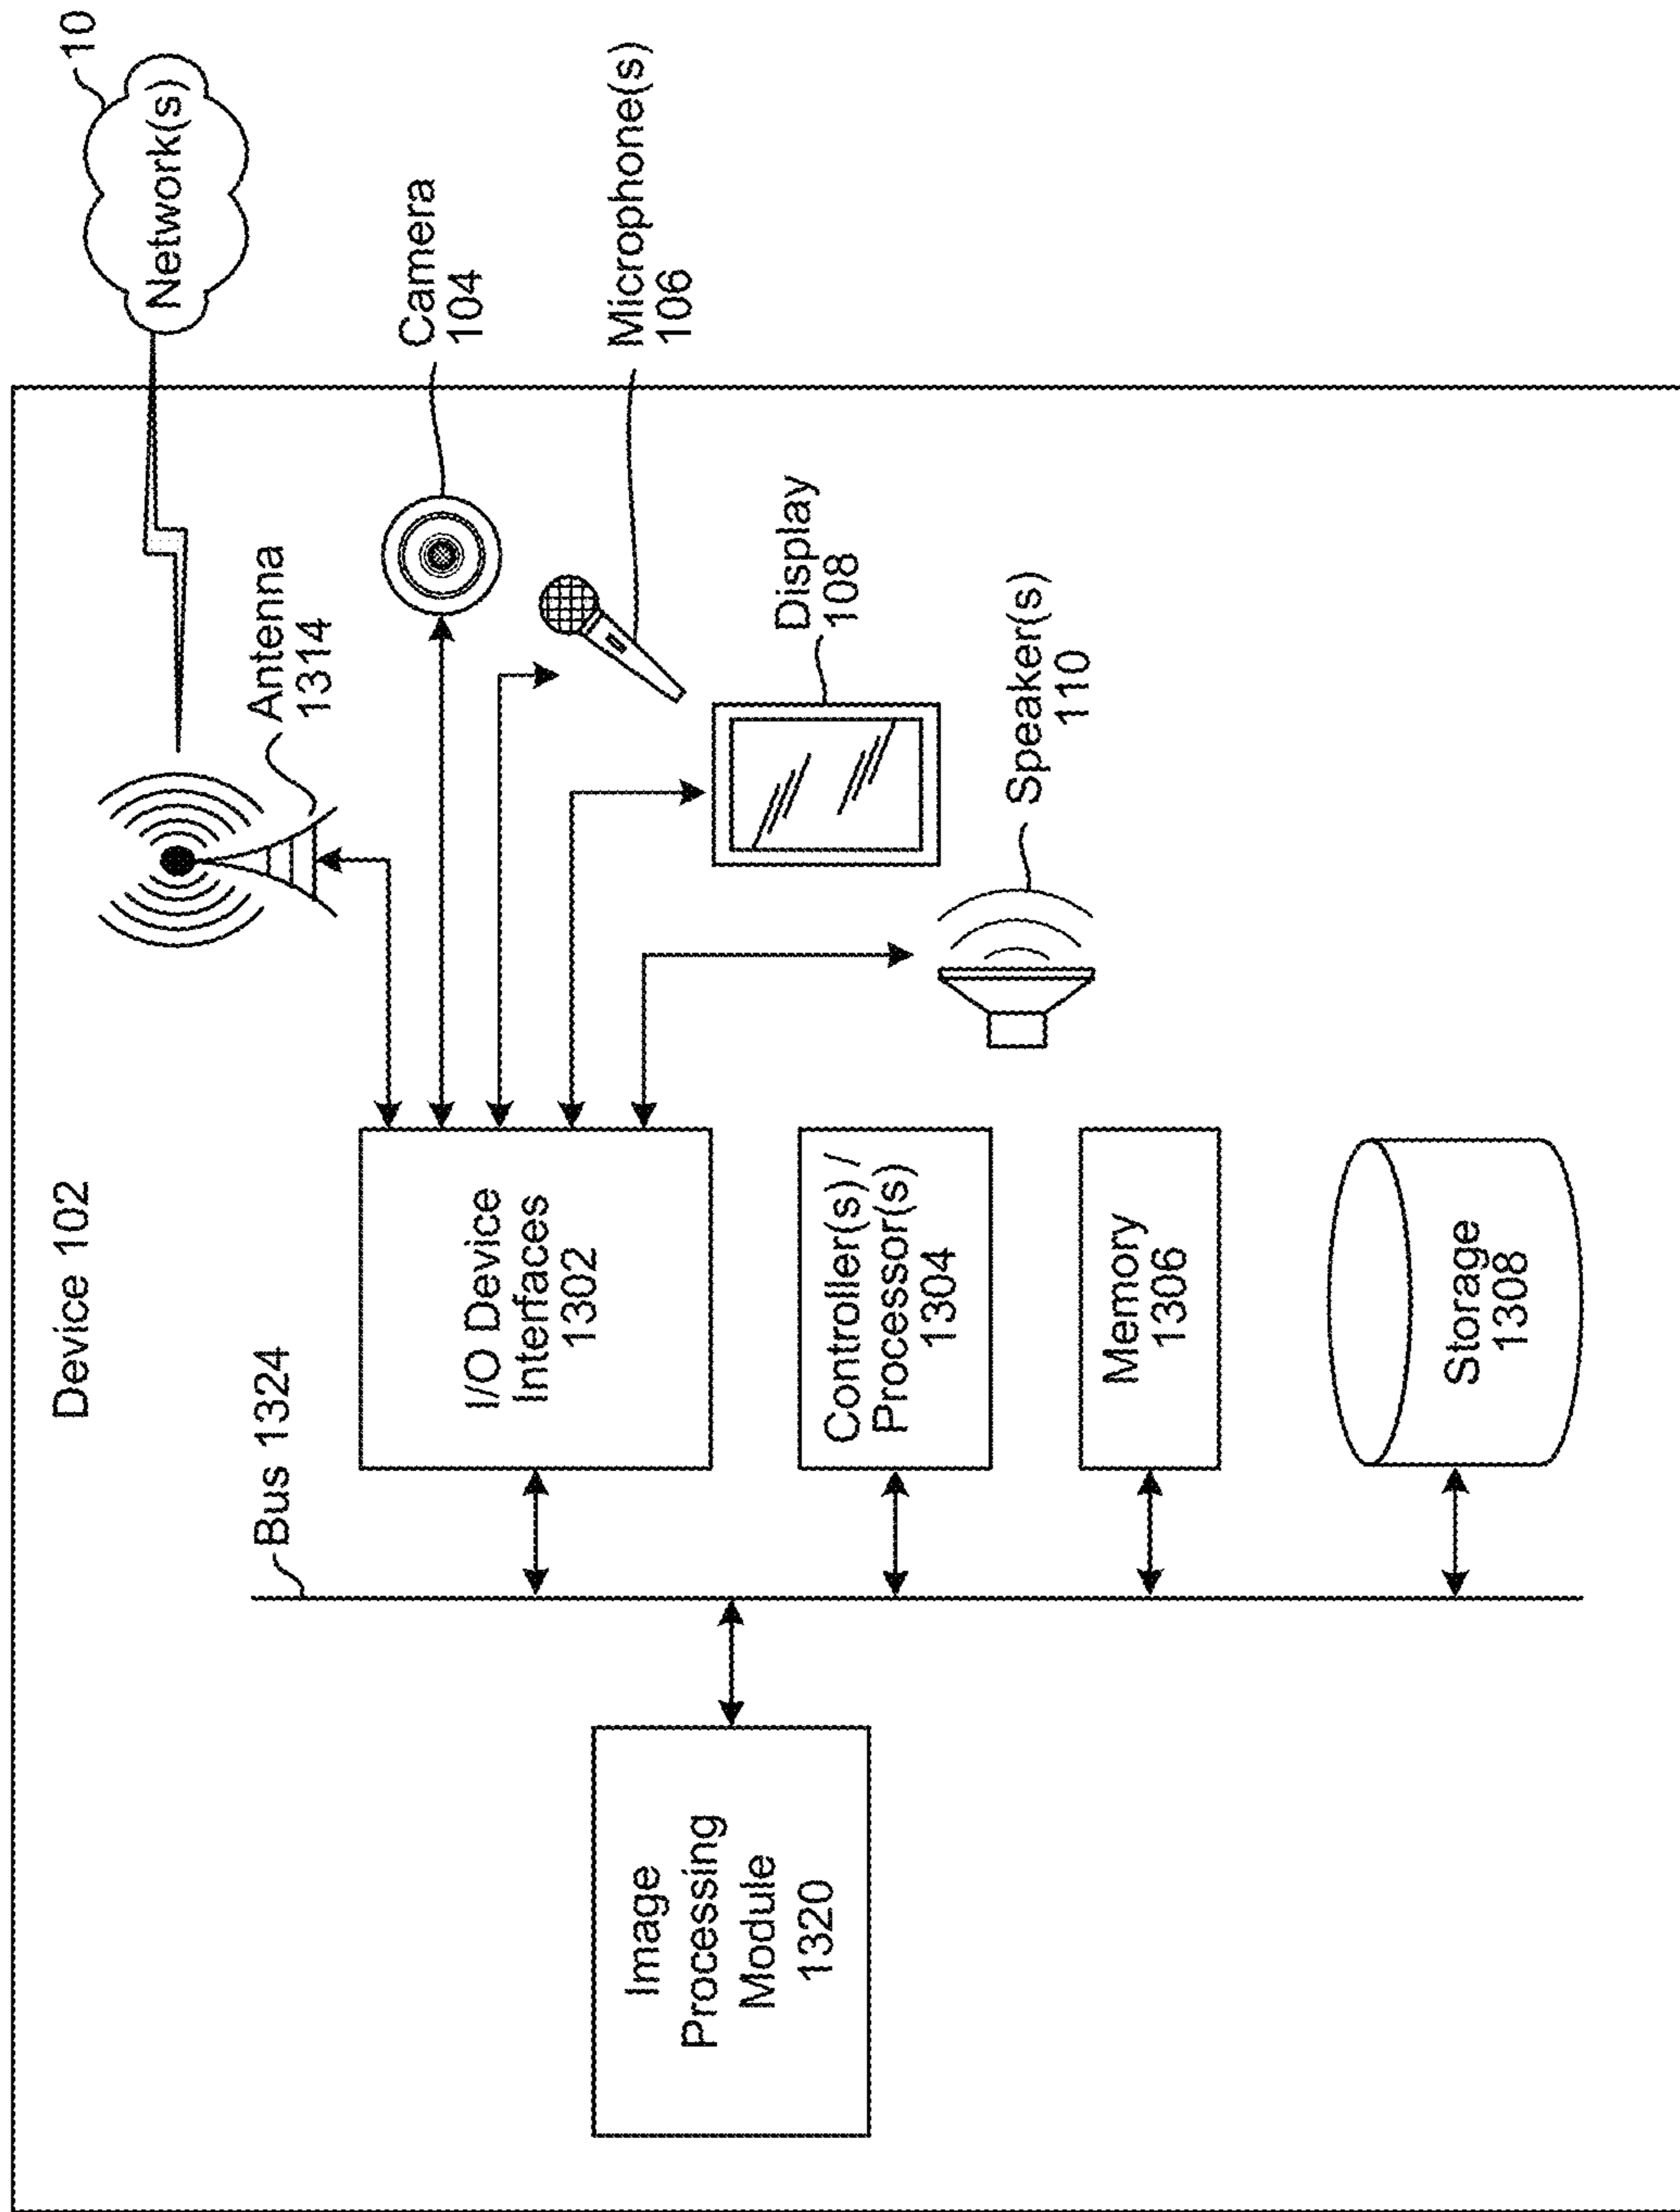 Device 102
Bus 1324
Image
Processing
Module
1320
I/O Device
Interfaces
1302
Controller(s) /
Processor(s)
1304
Memory
1306
Storage
1308
Antenna
1314
Network(s)
10
Camera
104
Microphone(s)
106
Display
108
Speaker(s)
110